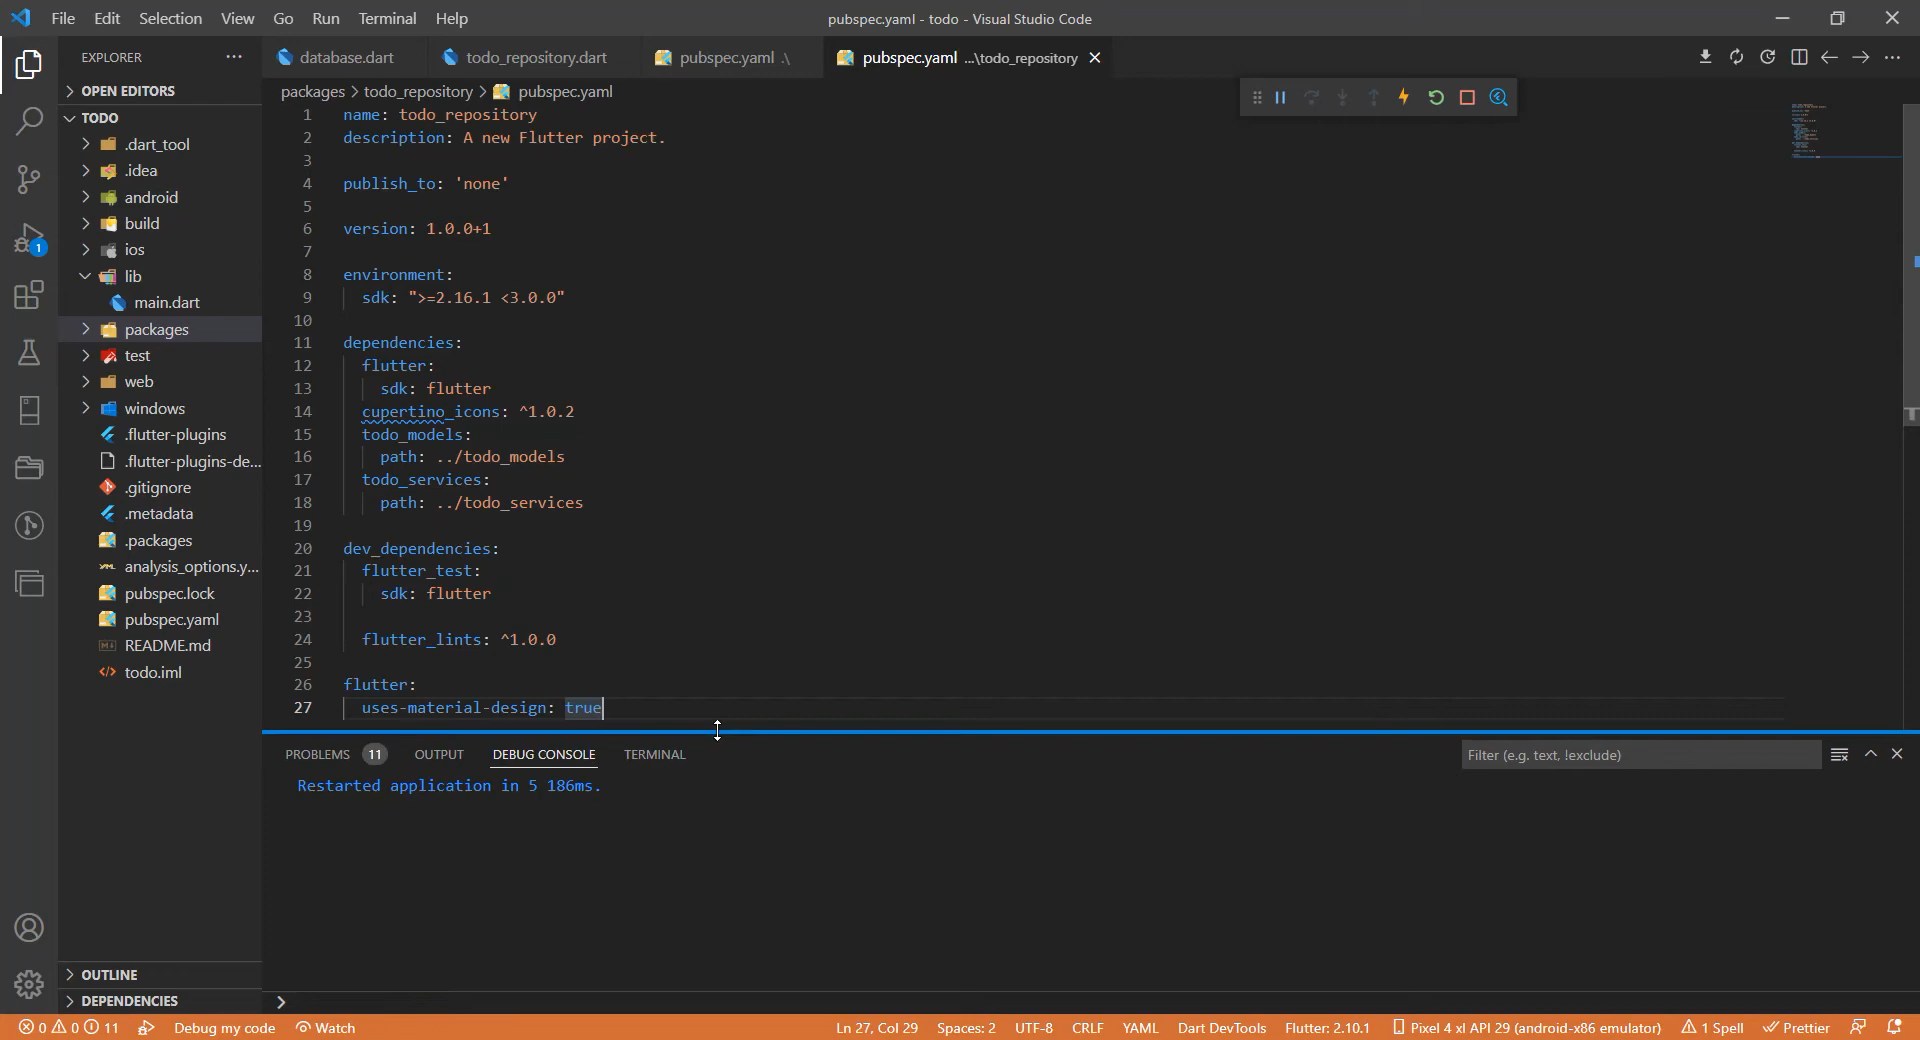 File Edit Selection View Go Run Terminal Help
pubspec.yaml - todo - Visual Studio Code
EXPLORER
database.dart
todo_repository.dart
pubspec.yaml .\
pubspec.yaml ...\todo_repository
OPEN EDITORS
packages > todo_repository > pubspec.yaml
TODO
.dart_tool
.idea
android
build
ios
lib
main.dart
packages
test
web
windows
.flutter-plugins
.flutter-plugins-de...
.gitignore
.metadata
.packages
analysis_options.y...
pubspec.lock
pubspec.yaml
README.md
todo.iml
OUTLINE
DEPENDENCIES
1 name: todo_repository
2 description: A new Flutter project.
3
4 publish_to: 'none'
5
6 version: 1.0.0+1
7
8 environment:
9 sdk: ">=2.16.1 <3.0.0"
10
11 dependencies:
12 flutter:
13 sdk: flutter
14 cupertino_icons: ^1.0.2
15 todo_models:
16 path: ../todo_models
17 todo_services:
18 path: ../todo_services
19
20 dev_dependencies:
21 flutter_test:
22 sdk: flutter
23
24 flutter_lints: ^1.0.0
25
26 flutter:
27 uses-material-design: true
PROBLEMS 11 OUTPUT DEBUG CONSOLE TERMINAL
Filter (e.g. text, !exclude)
Restarted application in 5 186ms.
1
0 0 11 Debug my code Watch
Ln 27, Col 29 Spaces: 2 UTF-8 CRLF YAML Dart DevTools Flutter: 2.10.1 Pixel 4 xl API 29 (android-x86 emulator) 1 Spell Prettier